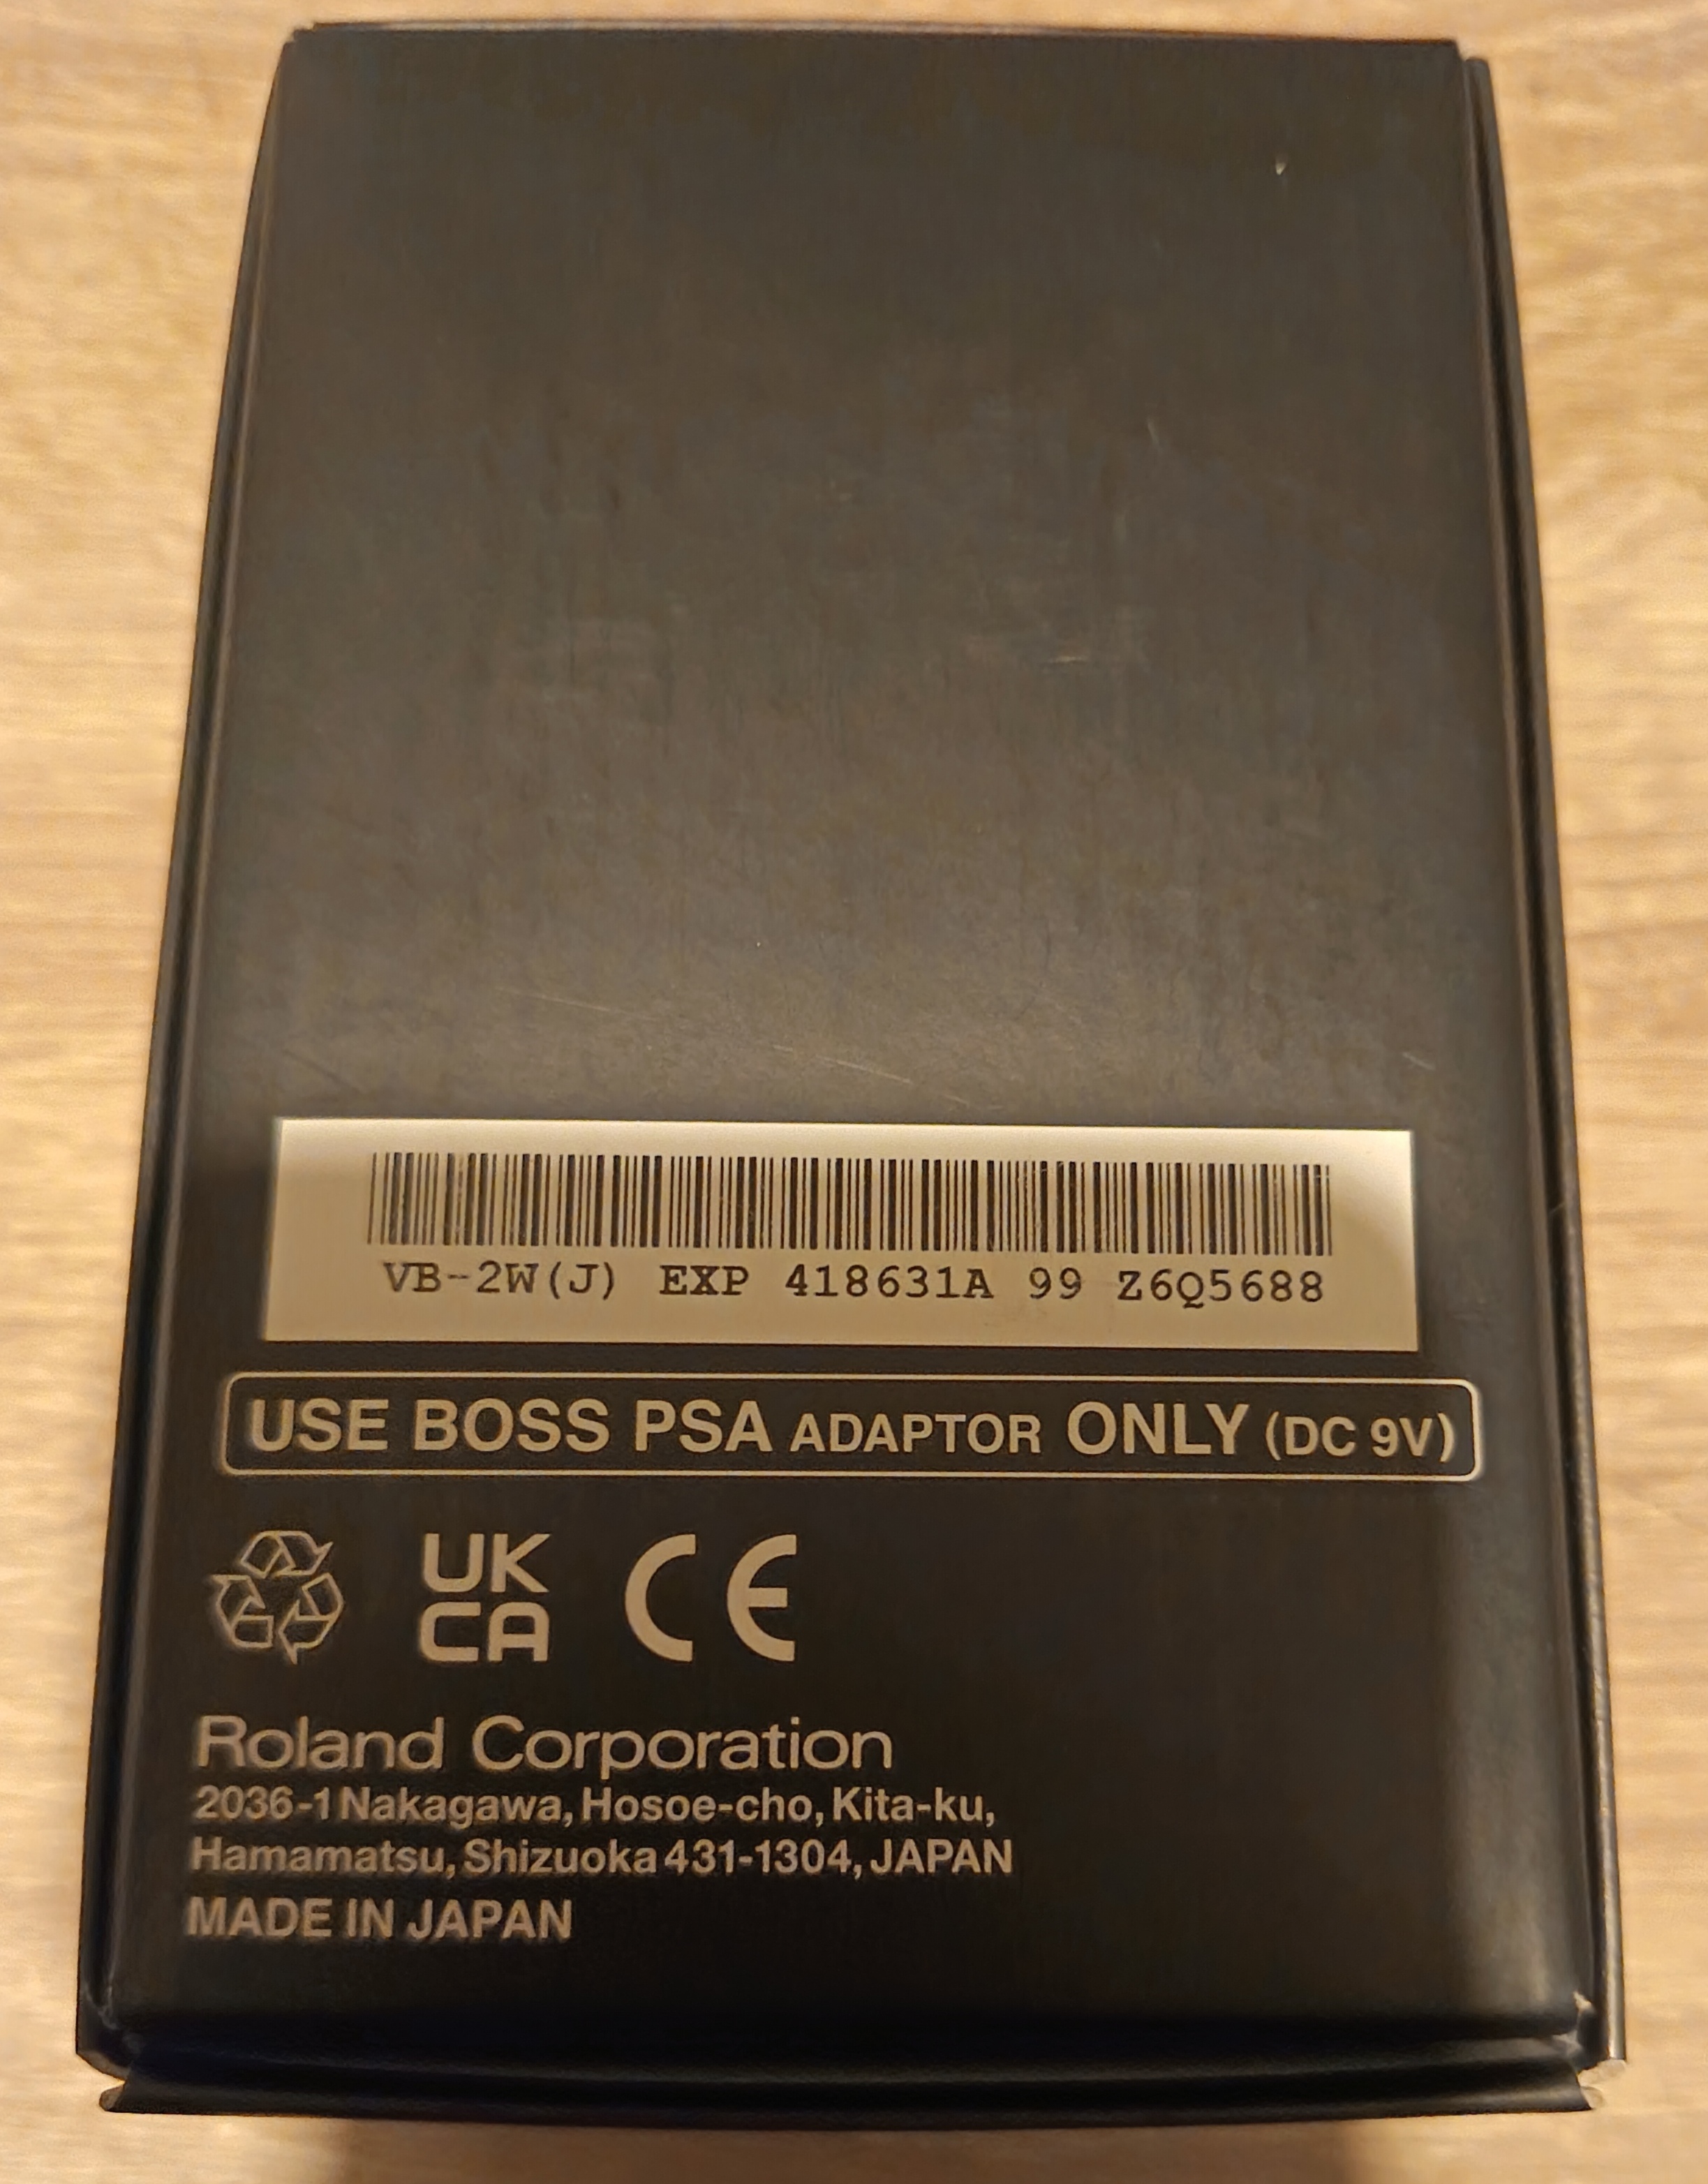 VB-2W(J) EXP 418631A 99 Z6Q5688
USE BOSS PSA ADAPTOR ONLY (DC 9V)
UK
CA
CE
Roland Corporation
2036-1 Nakagawa, Hosoe-cho, Kita-ku,
Hamamatsu, Shizuoka 431-1304, JAPAN
MADE IN JAPAN